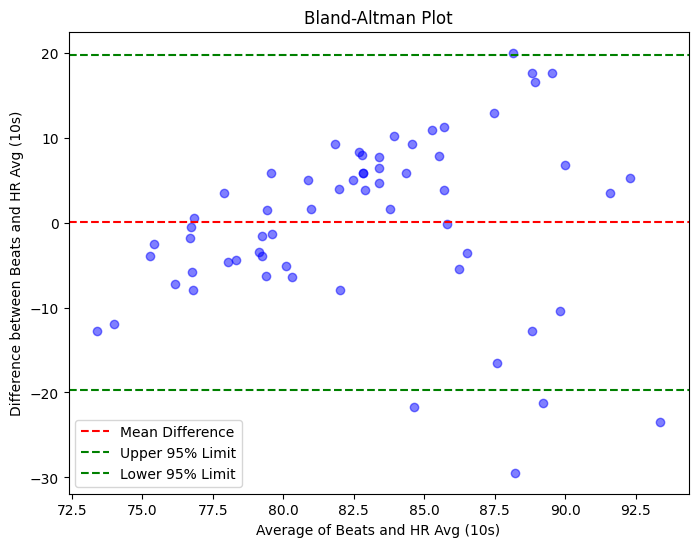 Bland-Altman Plot
Difference between Beats and HR Avg (10s)
20
10
0
−10
−20
−30
Mean Difference
Upper 95% Limit
Lower 95% Limit
72.5 75.0 77.5 80.0 82.5 85.0 87.5 90.0 92.5
Average of Beats and HR Avg (10s)